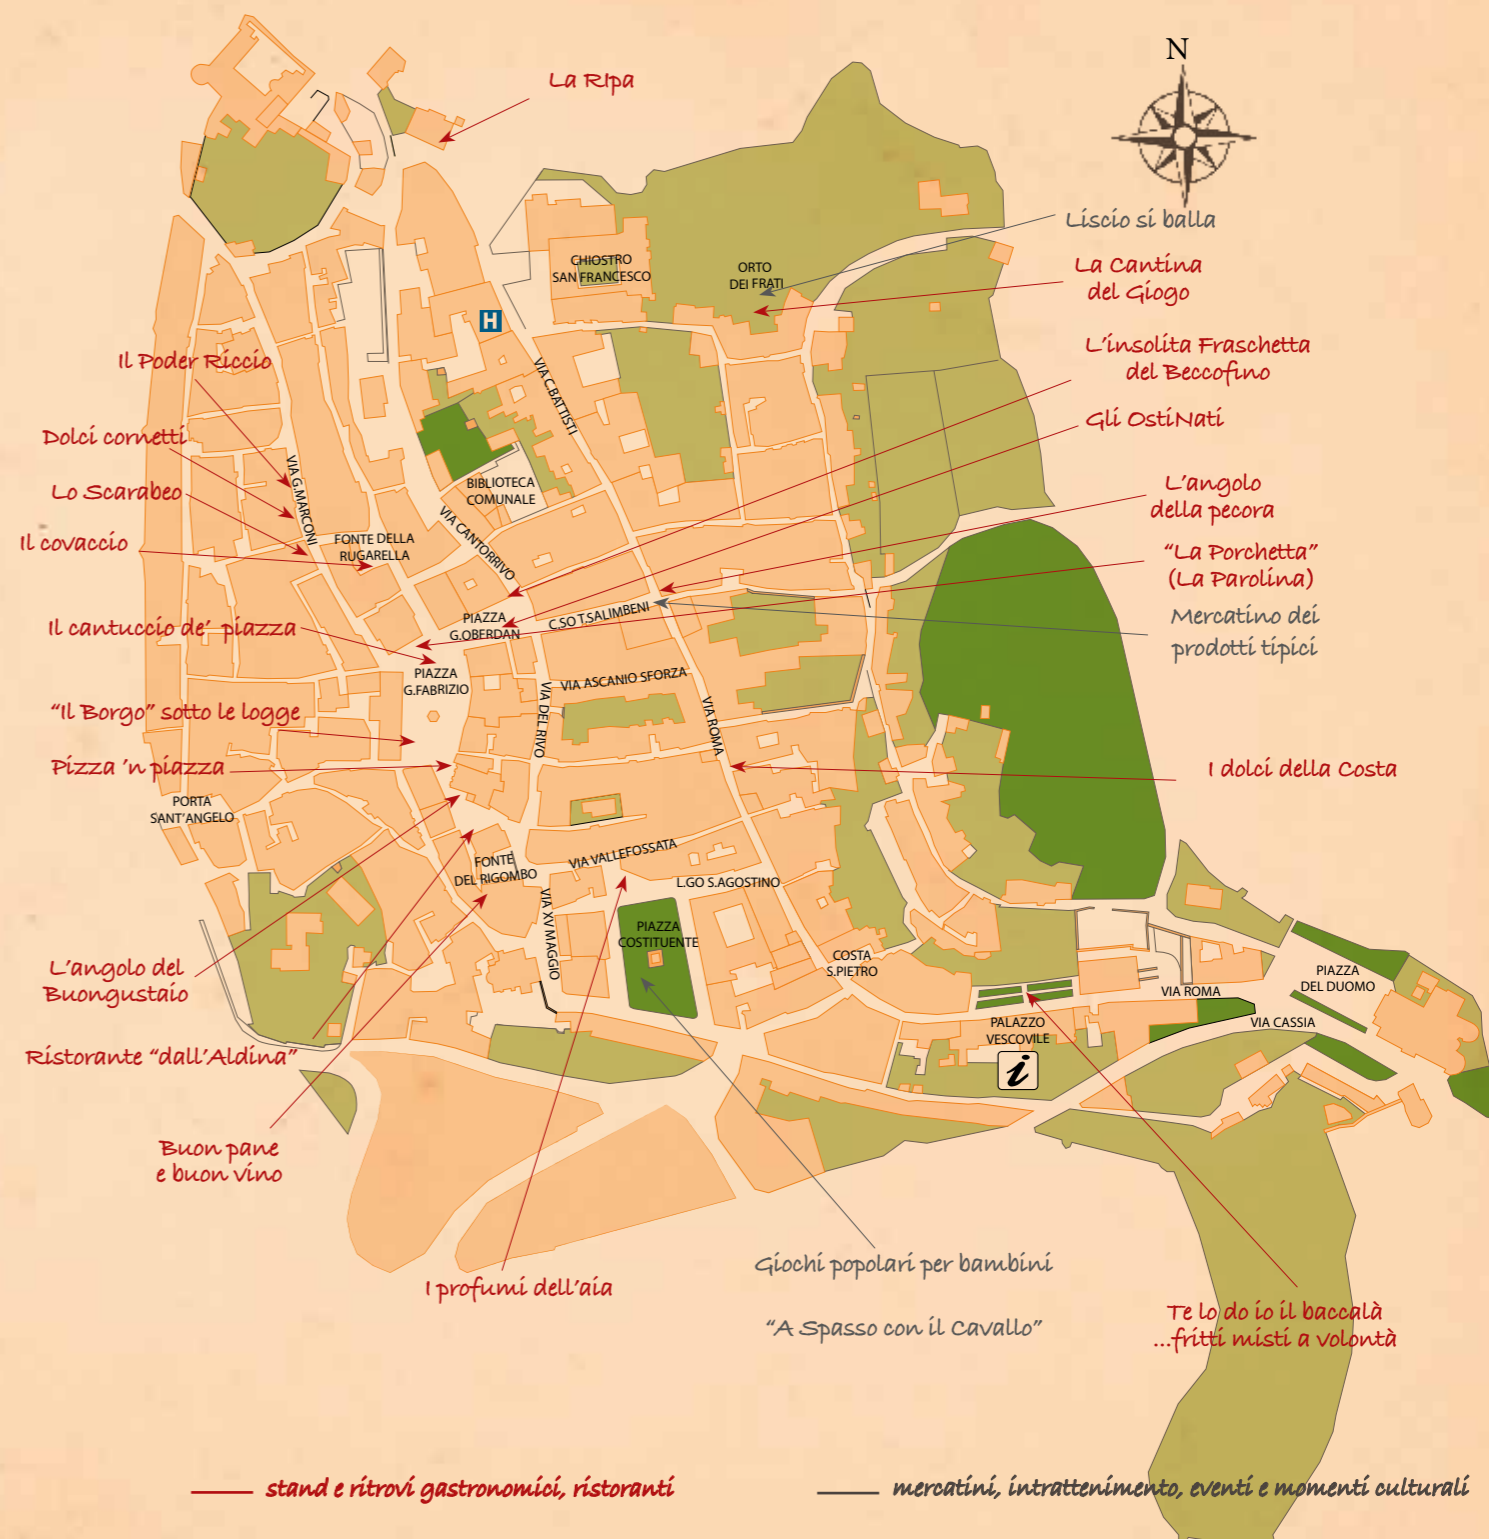 N
La RIpa
Liscio si balla
CHIOSTRO
SAN FRANCESCO
ORTO
DEI FRATI
La Cantina
del Giogo
H
L'insolita Fraschetta
del Beccofino
Il Poder Riccio
VIA C.BATTISTI
Gli OstiNati
Dolci cornetti
Lo Scarabeo
VIA G.MARCONI
BIBLIOTECA
COMUNALE
L'angolo
della pecora
Il covaccio
FONTE DELLA
RUGARELLA
VIA CANTORRIVO
"La Porchetta"
(La Parolina)
Il cantuccio de' piazza
PIAZZA
G.OBERDAN
C.SO T.SALIMBENI
Mercatino dei
prodotti tipici
PIAZZA
G.FABRIZIO
VIA ASCANIO SFORZA
VIA DEL RIVO
VIA ROMA
"Il Borgo" sotto le logge
Pizza 'n piazza
I dolci della Costa
PORTA
SANT'ANGELO
FONTE
DEL RIGOMBO
VIA VALLEFOSSATA
L.GO S.AGOSTINO
VIA XV MAGGIO
PIAZZA
COSTITUENTE
COSTA
S.PIETRO
L'angolo del
Buongustaio
PIAZZA
DEL DUOMO
VIA ROMA
PALAZZO
VESCOVILE
VIA CASSIA
i
Ristorante "dall'Aldina"
Buon pane
e buon vino
I profumi dell'aia
Giochi popolari per bambini
"A Spasso con il Cavallo"
Te lo do io il baccalà
...fritti misti a volontà
stand e ritrovi gastronomici, ristoranti
mercatini, intrattenimento, eventi e momenti culturali